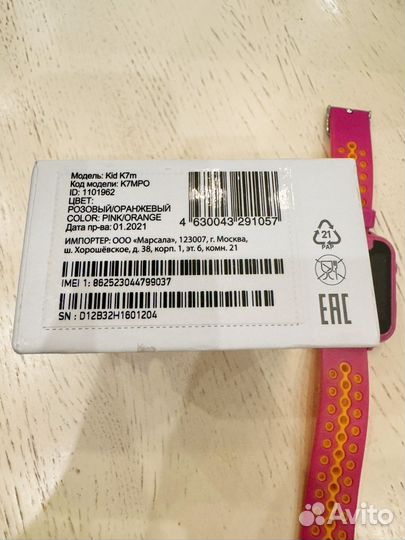 Модель: Kid K7m
Код модели: K7MPO
ID: 1101962
ЦВЕТ:
РОЗОВЫЙ/ОРАНЖЕВЫЙ
COLOR: PINK/ORANGE
Дата пр-ва: 01.2021
4 630043 291057
ИМПОРТЕР: ООО «Марсала», 123007, г. Москва,
ш. Хорошёвское, д. 38, корп. 1, эт. 6, комн. 21
IMEI 1: 862523044799037
SN : D12B32H1601204
21
PAP
EAC
Avito